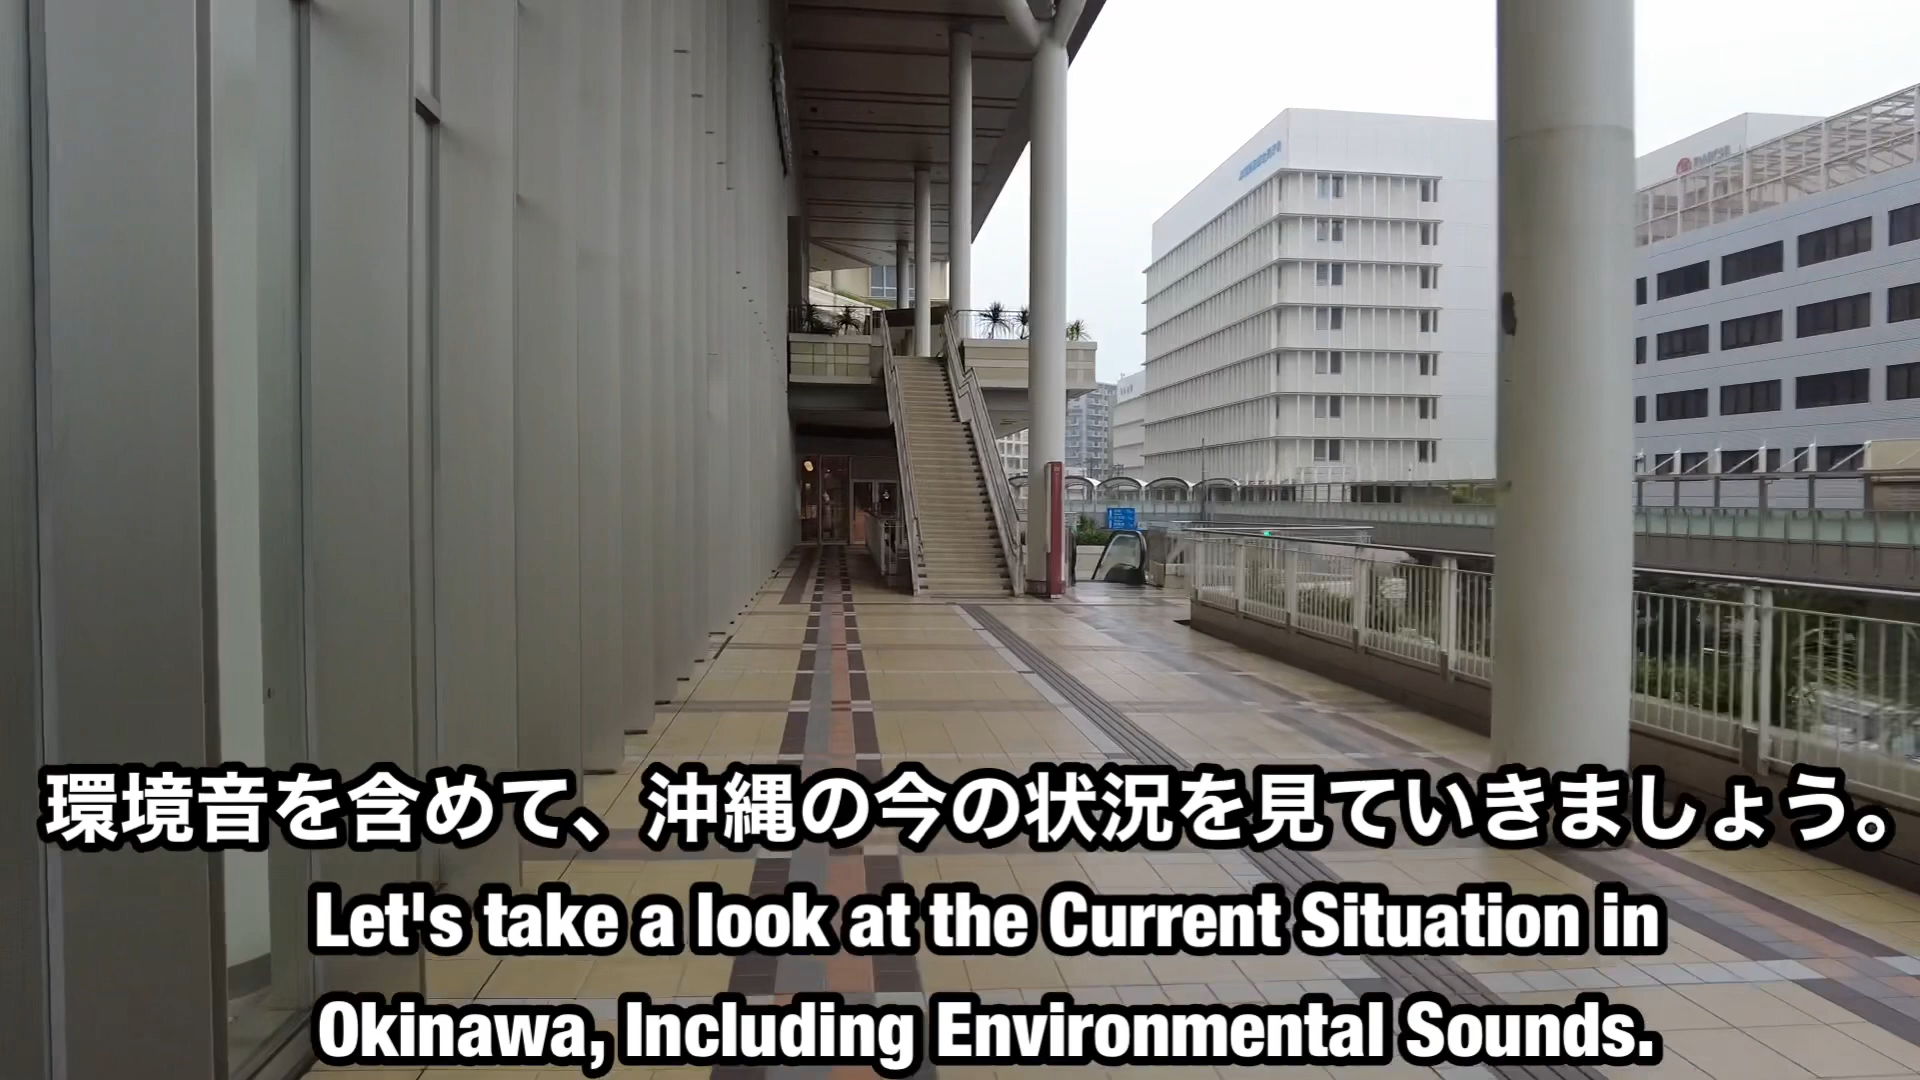 環境音を含めて、沖縄の今の状況を見ていきましょう。
Let's take a look at the Current Situation in
Okinawa, Including Environmental Sounds.